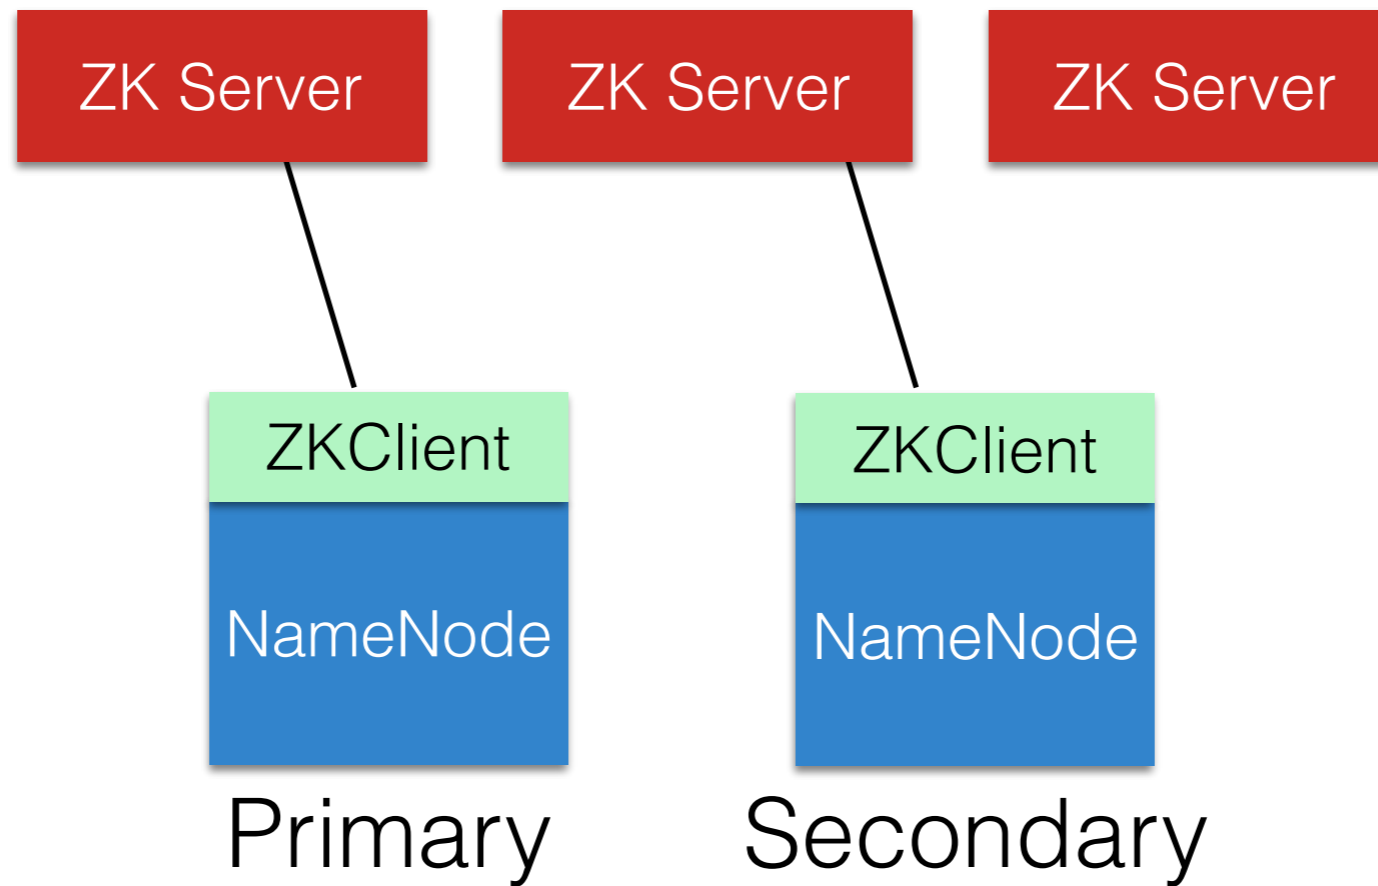 ZK Server
ZK Server
ZK Server
ZKClient
ZKClient
NameNode
NameNode
Primary
Secondary